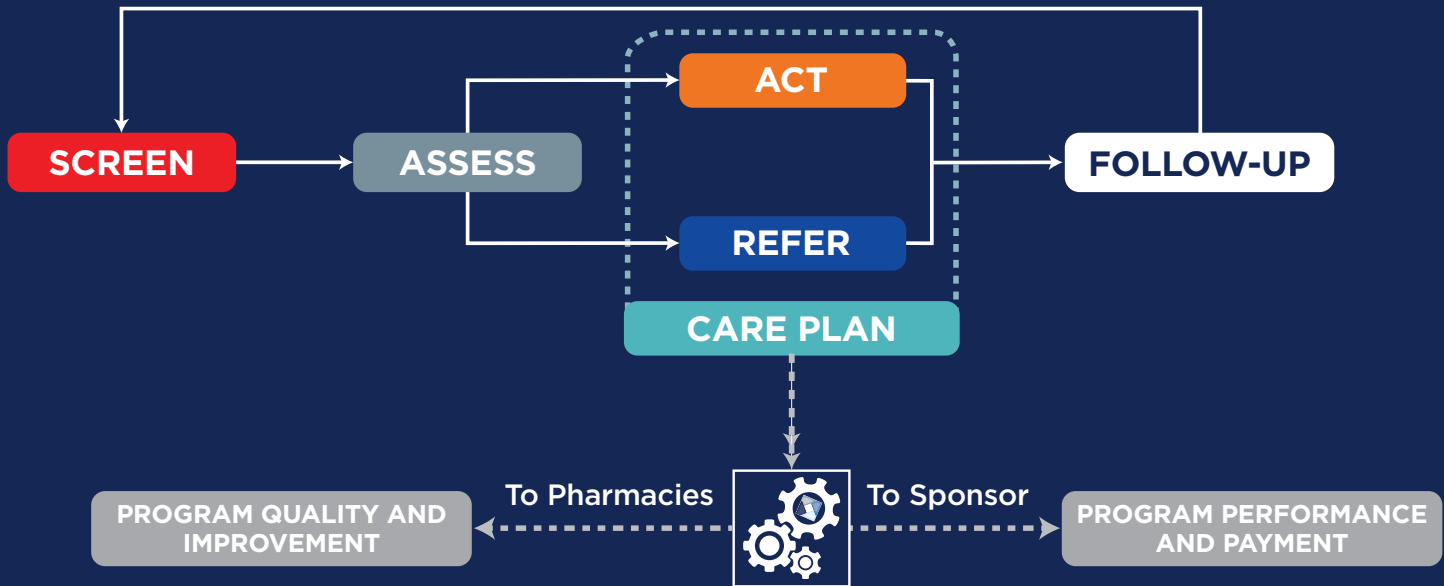 ACT
SCREEN
ASSESS
FOLLOW-UP
REFER
CARE PLAN
To Pharmacies
To Sponsor
PROGRAM QUALITY AND
IMPROVEMENT
PROGRAM PERFORMANCE
AND PAYMENT